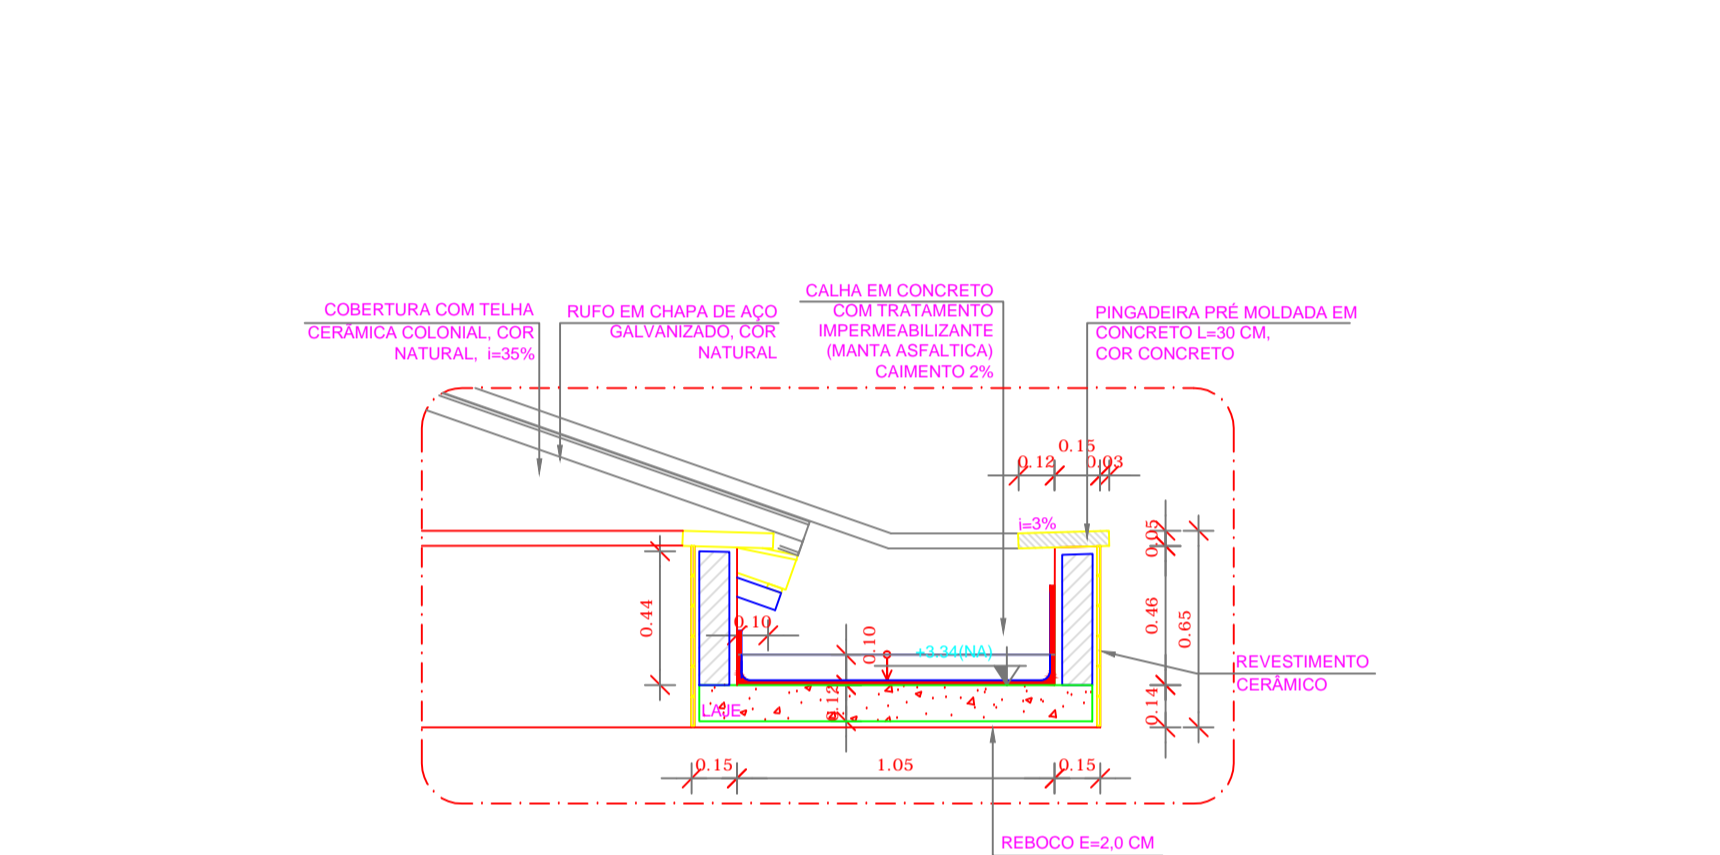 COBERTURA COM TELHA
CERÂMICA COLONIAL, COR
NATURAL, i=35%
RUFO EM CHAPA DE AÇO
GALVANIZADO, COR
NATURAL
CALHA EM CONCRETO
COM TRATAMENTO
IMPERMEABILIZANTE
(MANTA ASFALTICA)
CAIMENTO 2%
PINGADEIRA PRÉ MOLDADA EM
CONCRETO L=30 CM,
COR CONCRETO
0.15
0.12
0.03
i=3%
0.05
0.44
0.10
0.10
+3.34(NA)
0.46
0.65
REVESTIMENTO
CERÂMICO
LAJE
0.12
0.14
0.15
1.05
0.15
REBOCO E=2,0 CM